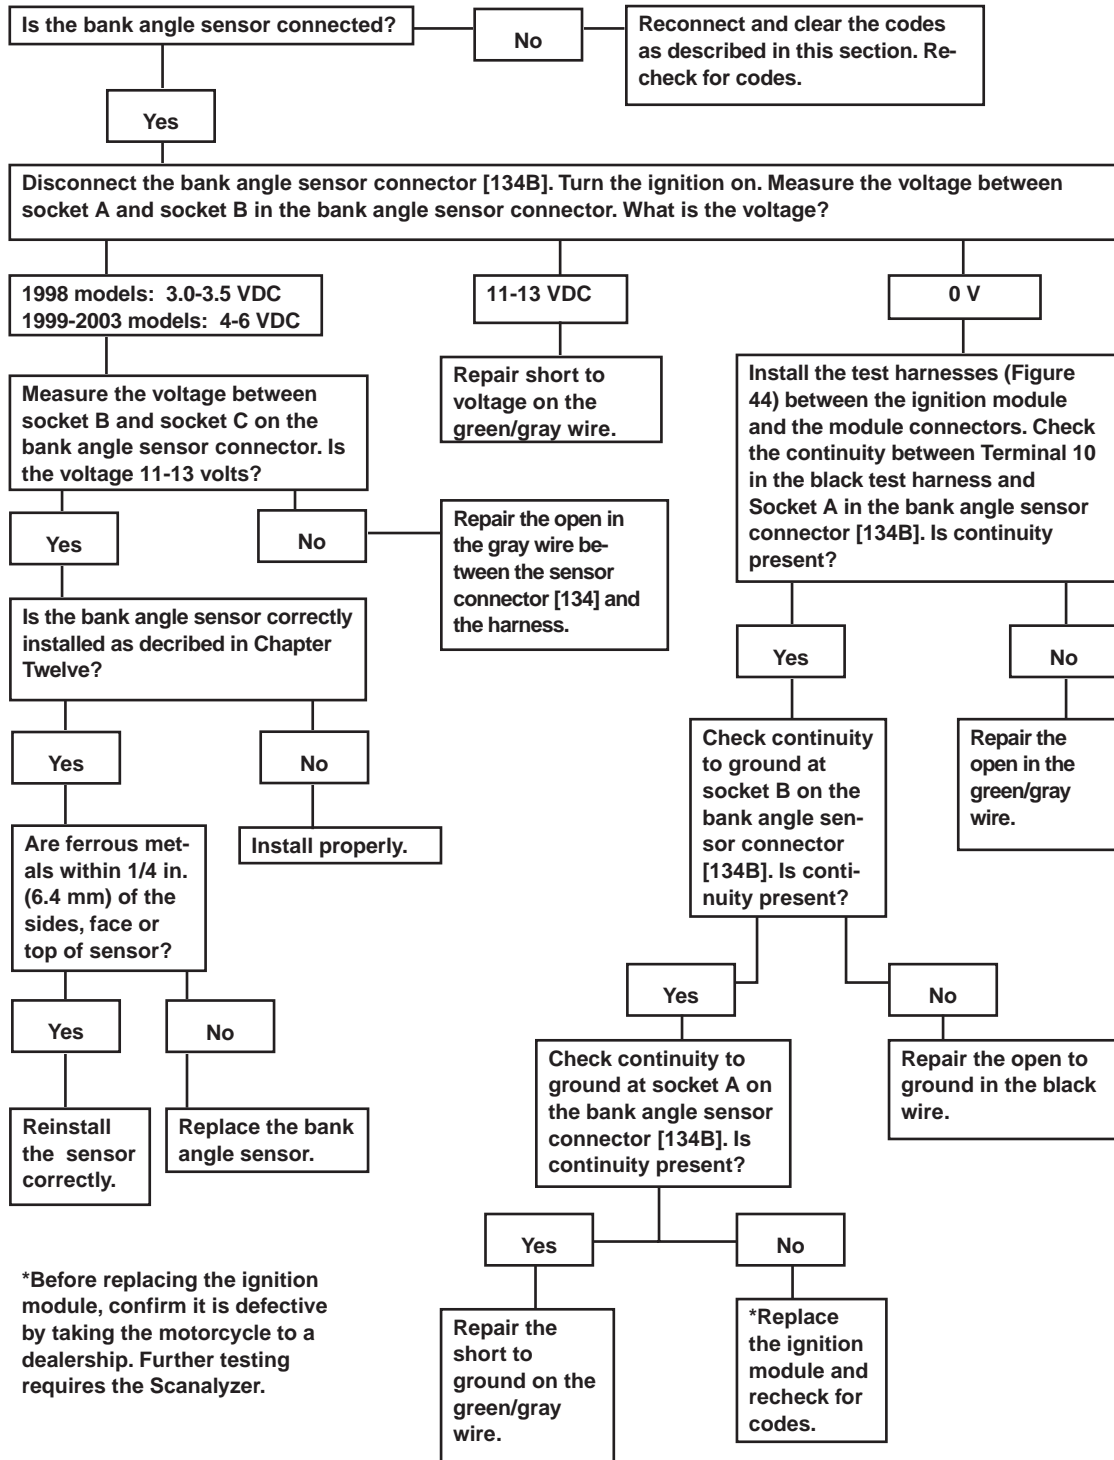 Is the bank angle sensor connected?
No
Reconnect and clear the codes
as described in this section. Re-
check for codes.
Yes
Disconnect the bank angle sensor connector [134B]. Turn the ignition on. Measure the voltage between
socket A and socket B in the bank angle sensor connector. What is the voltage?
1998 models: 3.0-3.5 VDC
1999-2003 models: 4-6 VDC
11-13 VDC
0 V
Measure the voltage between
socket B and socket C on the
bank angle sensor connector. Is
the voltage 11-13 volts?
Repair short to
voltage on the
green/gray wire.
Install the test harnesses (Figure
44) between the ignition module
and the module connectors. Check
the continuity between Terminal 10
in the black test harness and
Socket A in the bank angle sensor
connector [134B]. Is continuity
present?
Yes
No
Repair the open in
the gray wire be-
tween the sensor
connector [134] and
the harness.
Is the bank angle sensor correctly
installed as decribed in Chapter
Twelve?
Yes
No
Yes
No
Check continuity
to ground at
socket B on the
bank angle sen-
sor connector
[134B]. Is conti-
nuity present?
Repair the
open in the
green/gray
wire.
Are ferrous met-
als within 1/4 in.
(6.4 mm) of the
sides, face or
top of sensor?
Install properly.
Yes
No
Yes
No
Check continuity to
ground at socket A on
the bank angle sensor
connector [134B]. Is
continuity present?
Repair the open to
ground in the black
wire.
Reinstall
the sensor
correctly.
Replace the bank
angle sensor.
Yes
No
*Before replacing the ignition
module, confirm it is defective
by taking the motorcycle to a
dealership. Further testing
requires the Scanalyzer.
Repair the
short to
ground on the
green/gray
wire.
*Replace
the ignition
module and
recheck for
codes.